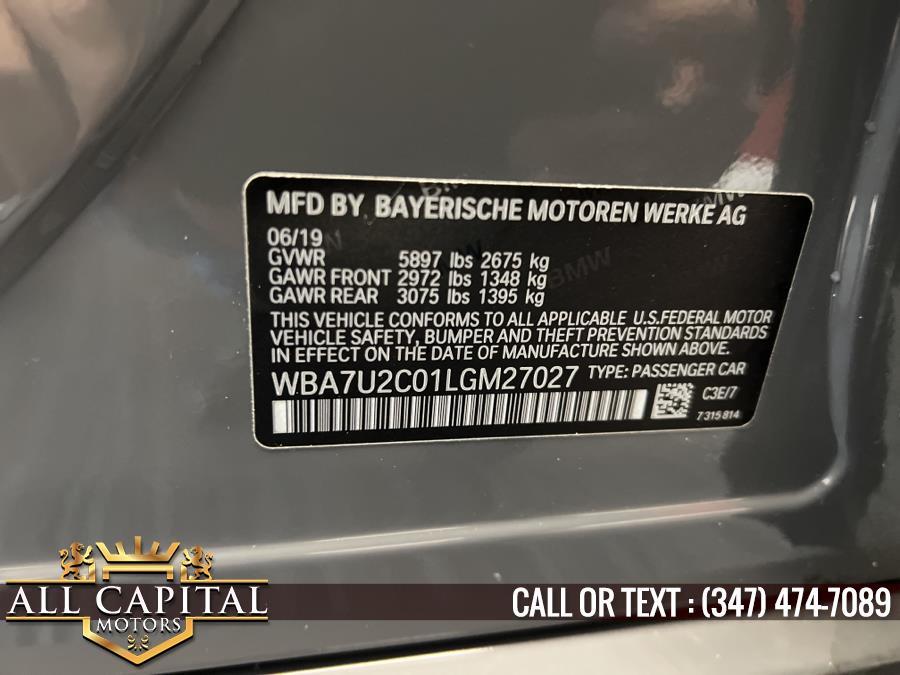 MFD BY BAYERISCHE MOTOREN WERKE AG
06/19
GVWR 5897 lbs 2675 kg
GAWR FRONT 2972 lbs 1348 kg
GAWR REAR 3075 lbs 1395 kg
THIS VEHICLE CONFORMS TO ALL APPLICABLE U.S.FEDERAL MOTOR
VEHICLE SAFETY, BUMPER AND THEFT PREVENTION STANDARDS
IN EFFECT ON THE DATE OF MANUFACTURE SHOWN ABOVE.
WBA7U2C01LGM27027 TYPE: PASSENGER CAR
C3E/7
7315814
ALL CAPITAL
MOTORS
CALL OR TEXT : (347) 474-7089